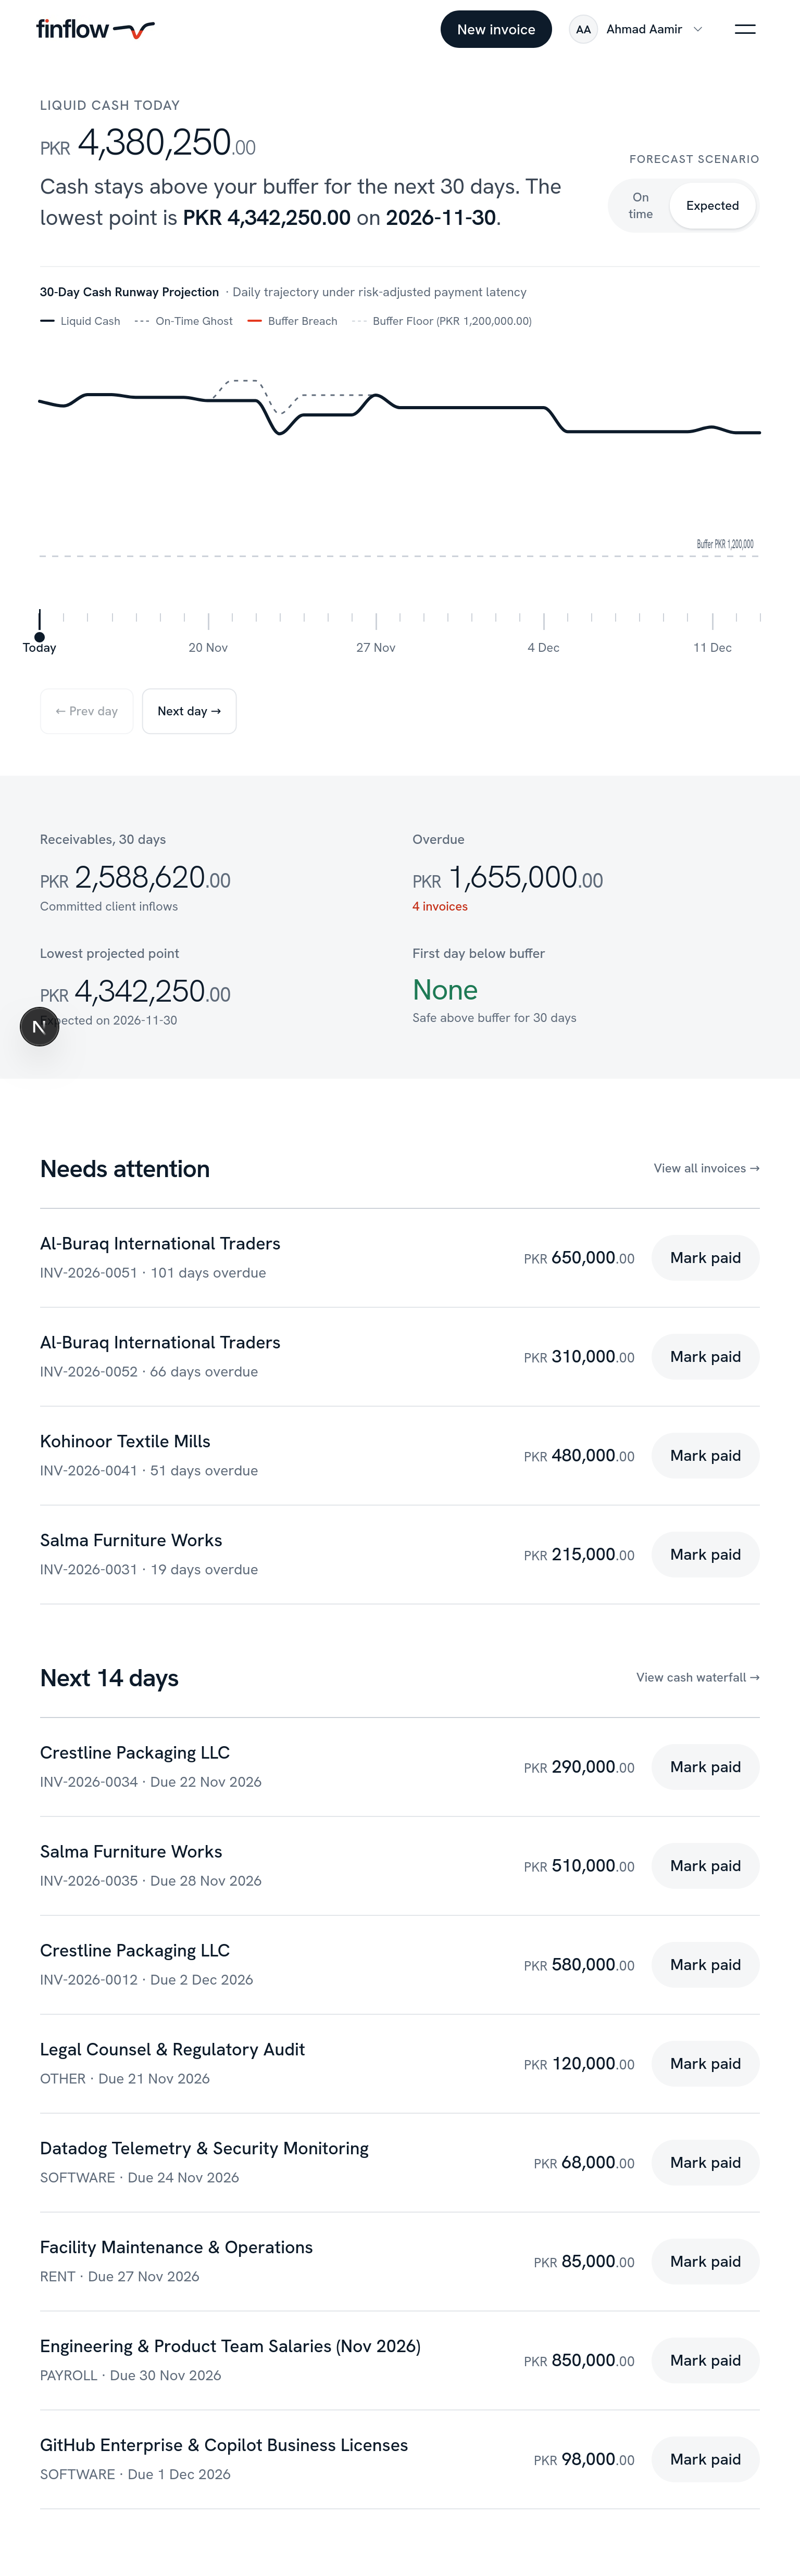 finflow
New invoice
AA
Ahmad Aamir
LIQUID CASH TODAY
PKR 4,380,250.00
Cash stays above your buffer for the next 30 days. The
lowest point is PKR 4,342,250.00 on 2026-11-30.
FORECAST SCENARIO
On
time
Expected
30-Day Cash Runway Projection · Daily trajectory under risk-adjusted payment latency
Liquid Cash
On-Time Ghost
Buffer Breach
Buffer Floor (PKR 1,200,000.00)
Buffer PKR 1,200,000
Today
20 Nov
27 Nov
4 Dec
11 Dec
← Prev day
Next day →
Receivables, 30 days
PKR 2,588,620.00
Committed client inflows
Overdue
PKR 1,655,000.00
4 invoices
Lowest projected point
PKR 4,342,250.00
Expected on 2026-11-30
N
First day below buffer
None
Safe above buffer for 30 days
Needs attention
View all invoices →
Al-Buraq International Traders
INV-2026-0051 · 101 days overdue
PKR 650,000.00
Mark paid
Al-Buraq International Traders
INV-2026-0052 · 66 days overdue
PKR 310,000.00
Mark paid
Kohinoor Textile Mills
INV-2026-0041 · 51 days overdue
PKR 480,000.00
Mark paid
Salma Furniture Works
INV-2026-0031 · 19 days overdue
PKR 215,000.00
Mark paid
Next 14 days
View cash waterfall →
Crestline Packaging LLC
INV-2026-0034 · Due 22 Nov 2026
PKR 290,000.00
Mark paid
Salma Furniture Works
INV-2026-0035 · Due 28 Nov 2026
PKR 510,000.00
Mark paid
Crestline Packaging LLC
INV-2026-0012 · Due 2 Dec 2026
PKR 580,000.00
Mark paid
Legal Counsel & Regulatory Audit
OTHER · Due 21 Nov 2026
PKR 120,000.00
Mark paid
Datadog Telemetry & Security Monitoring
SOFTWARE · Due 24 Nov 2026
PKR 68,000.00
Mark paid
Facility Maintenance & Operations
RENT · Due 27 Nov 2026
PKR 85,000.00
Mark paid
Engineering & Product Team Salaries (Nov 2026)
PAYROLL · Due 30 Nov 2026
PKR 850,000.00
Mark paid
GitHub Enterprise & Copilot Business Licenses
SOFTWARE · Due 1 Dec 2026
PKR 98,000.00
Mark paid